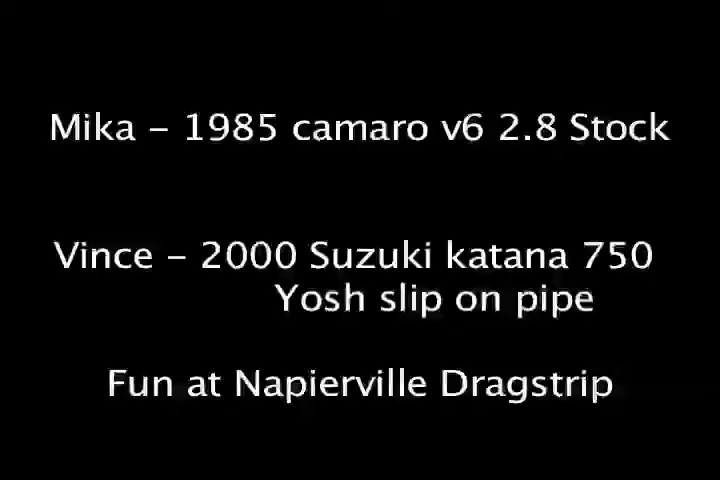 Mika - 1985 camaro v6 2.8 Stock
Vince - 2000 Suzuki katana 750
Yosh slip on pipe
Fun at Napierville Dragstrip